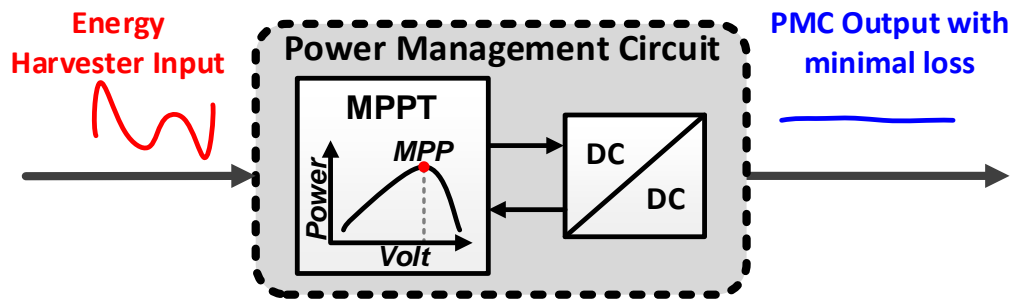 Energy
Harvester Input
Power Management Circuit
MPPT
MPP
Power
Volt
DC
DC
PMC Output with
minimal loss